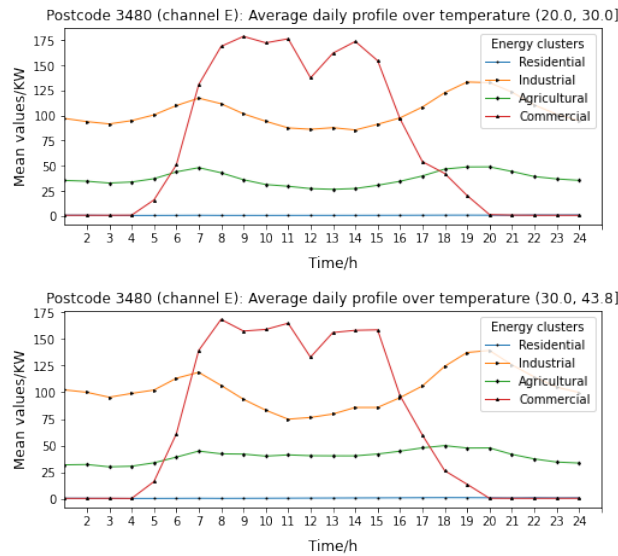 Postcode 3480 (channel E): Average daily profile over temperature (20.0, 30.0]
175
150
125
100
75
50
25
0
Mean values/KW
Energy clusters
Residential
Industrial
Agricultural
Commercial
2 3 4 5 6 7 8 9 10 11 12 13 14 15 16 17 18 19 20 21 22 23 24
Time/h
Postcode 3480 (channel E): Average daily profile over temperature (30.0, 43.8]
175
150
125
100
75
50
25
0
Mean values/KW
Energy clusters
Residential
Industrial
Agricultural
Commercial
2 3 4 5 6 7 8 9 10 11 12 13 14 15 16 17 18 19 20 21 22 23 24
Time/h